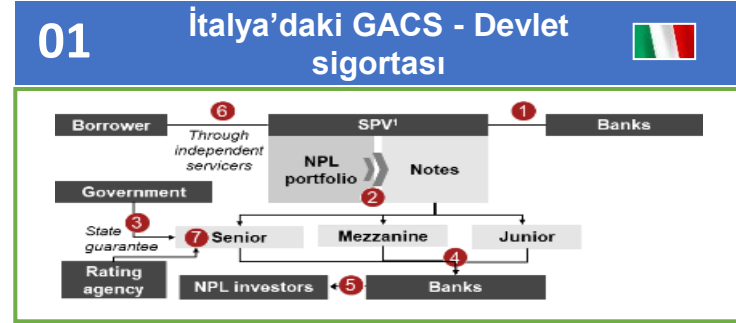 01
İtalya'daki GACS - Devlet
sigortası
6
1
Borrower
SPV¹
Banks
Through
independent
servicers
NPL
portfolio
Notes
2
Government
3
State
guarantee
7 Senior
Mezzanine
Junior
4
Rating
agency
NPL investors
5
Banks